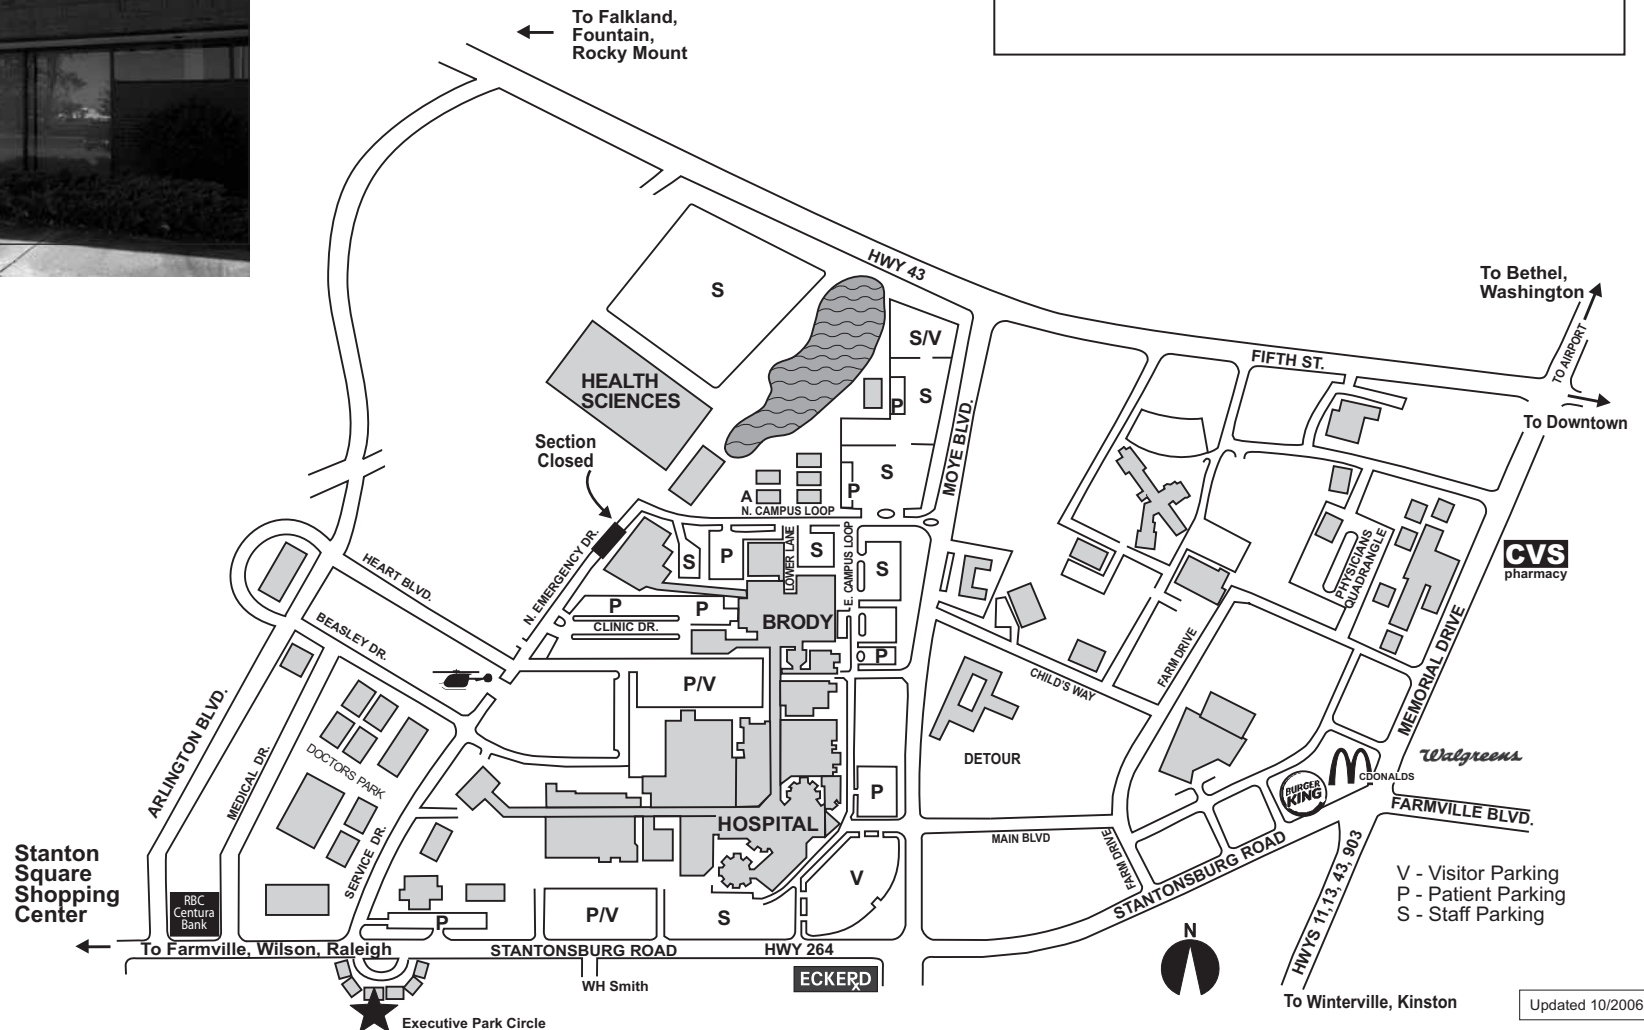 To Falkland,
Fountain,
Rocky Mount
HWY 43
To Bethel,
Washington
TO AIRPORT
FIFTH ST.
To Downtown
S
S/V
HEALTH
SCIENCES
S
P
MOYE BLVD.
Section
Closed
S
P
A
N. CAMPUS LOOP
N. EMERGENCY DR.
S
P
LOWER LANE
S
E. CAMPUS LOOP
S
PHYSICIANS
QUADRANGLE
CVS
pharmacy
HEART BLVD.
P
P
CLINIC DR.
BRODY
P
BEASLEY DR.
P/V
CHILD'S WAY
FARM DRIVE
MEMORIAL DRIVE
ARLINGTON BLVD.
MEDICAL DR.
DOCTORS PARK
SERVICE DR.
DETOUR
Walgreens
MCDONALDS
BURGER
KING
P
FARMVILLE BLVD.
HOSPITAL
MAIN BLVD
FARM DRIVE
STANTONSBURG ROAD
HWYS 11,13, 43, 903
Stanton
Square
Shopping
Center
RBC
Centura
Bank
V
P
P/V
S
V - Visitor Parking
P - Patient Parking
S - Staff Parking
To Farmville, Wilson, Raleigh
STANTONSBURG ROAD
HWY 264
N
WH Smith
ECKERD
x
Executive Park Circle
To Winterville, Kinston
Updated 10/2006